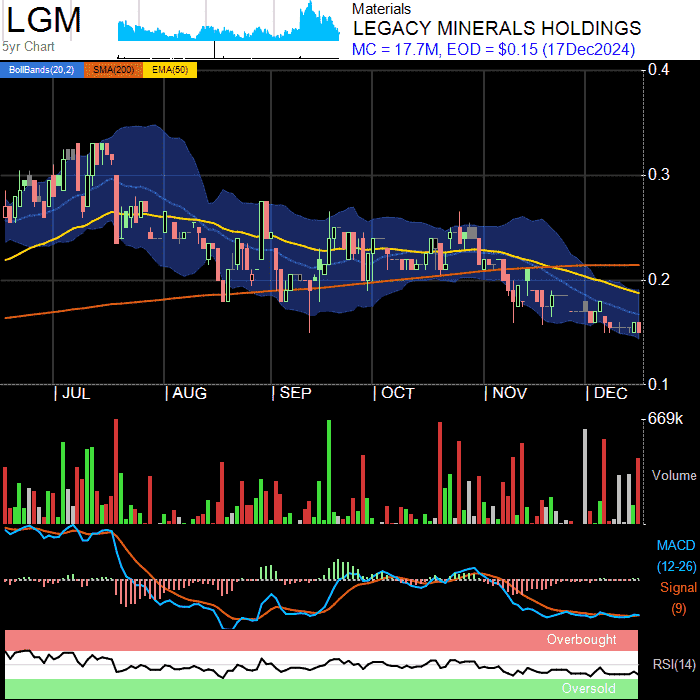 LGM
5yr Chart
Materials
LEGACY MINERALS HOLDINGS
MC = 17.7M, EOD = $0.15 (17Dec2024)
BollBands(20,2) SMA(200) EMA(50)
0.4
0.3
0.2
0.1
JUL AUG SEP OCT NOV DEC
669k
Volume
MACD
(12-26)
Signal
(9)
Overbought
RSI(14)
Oversold